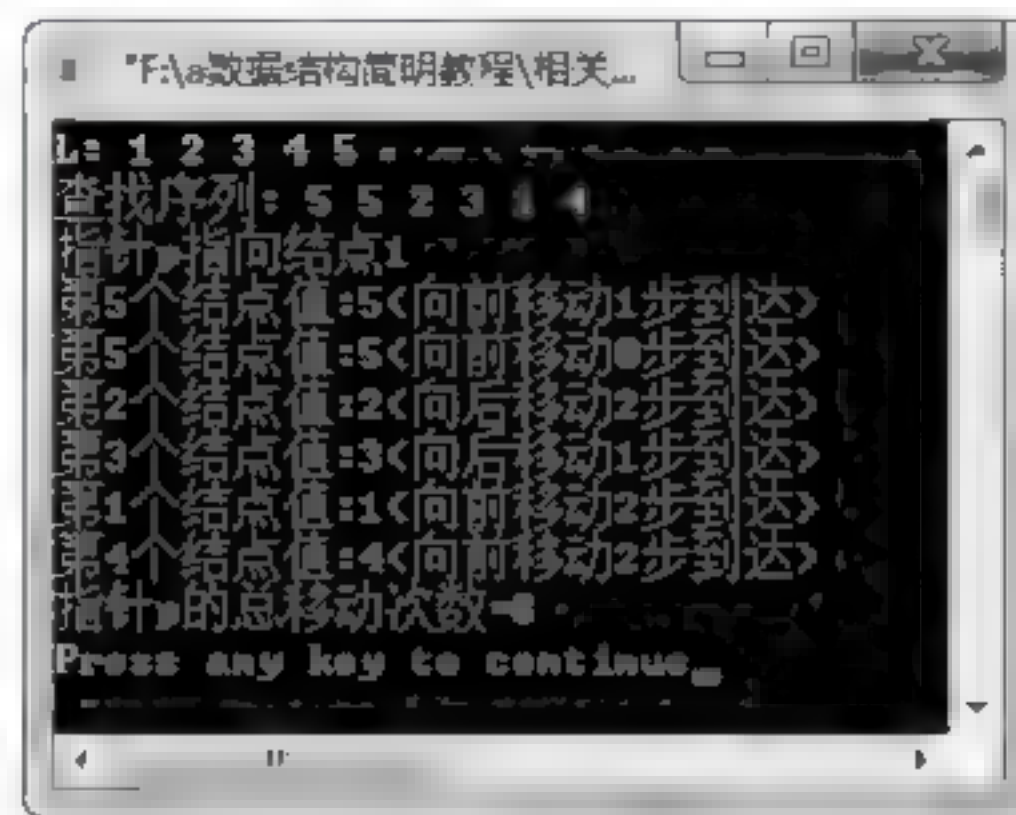 "F:\a数据结构简明教程\相关...
L: 1 2 3 4 5
查找序列: 5 5 2 3 1 4
指针p指向结点1
第5个结点值:5<向前移动1步到达>
第5个结点值:5<向前移动0步到达>
第2个结点值:2<向后移动2步到达>
第3个结点值:3<向后移动1步到达>
第1个结点值:1<向前移动2步到达>
第4个结点值:4<向前移动2步到达>
指针p的总移动次数=8
Press any key to continue_